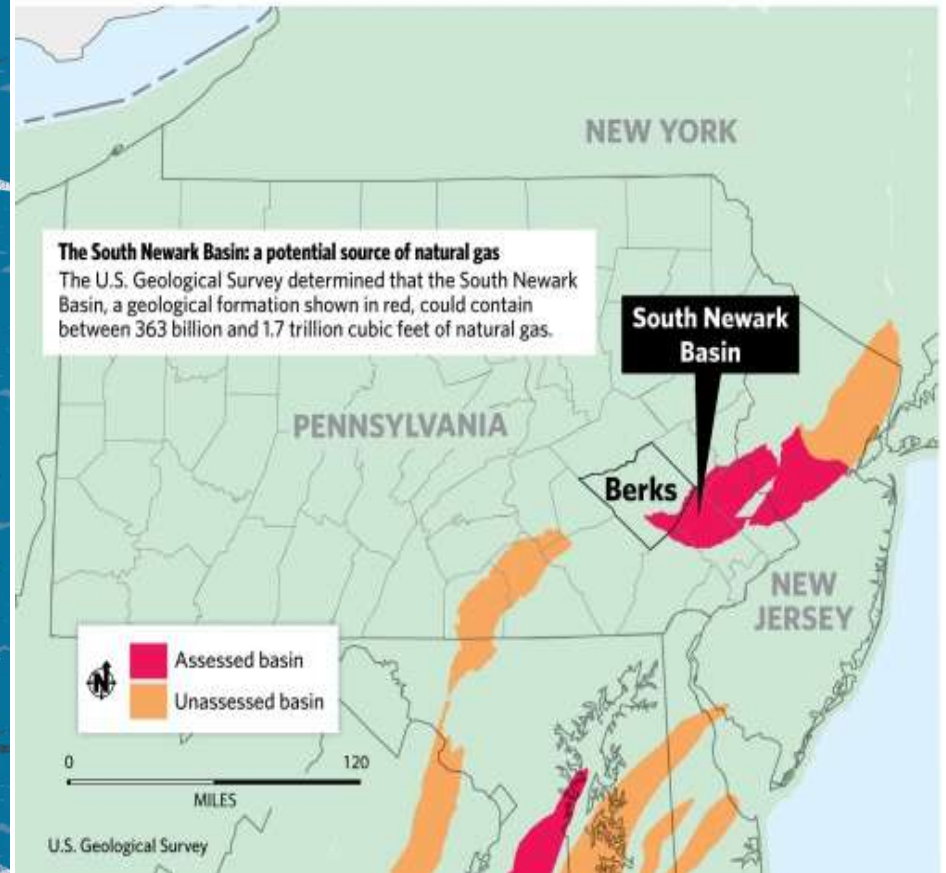 NEW YORK
The South Newark Basin: a potential source of natural gas
The U.S. Geological Survey determined that the South Newark
Basin, a geological formation shown in red, could contain
between 363 billion and 1.7 trillion cubic feet of natural gas.
South Newark
Basin
PENNSYLVANIA
Berks
NEW
JERSEY
N
Assessed basin
Unassessed basin
0 120
MILES
U.S. Geological Survey